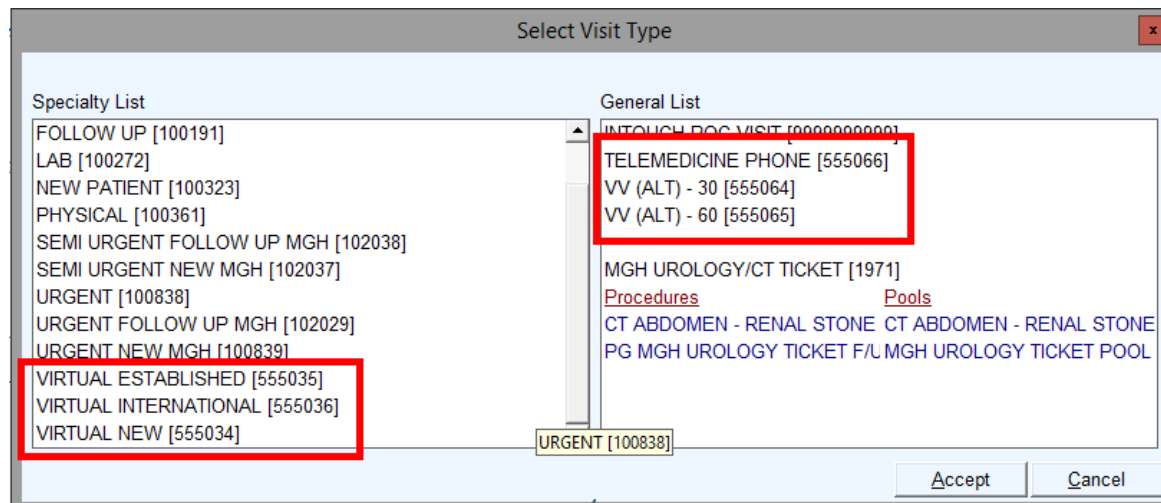 Select Visit Type
x
Specialty List
FOLLOW UP [100191]
LAB [100272]
NEW PATIENT [100323]
PHYSICAL [100361]
SEMI URGENT FOLLOW UP MGH [102038]
SEMI URGENT NEW MGH [102037]
URGENT [100838]
URGENT FOLLOW UP MGH [102029]
URGENT NEW MGH [100839]
VIRTUAL ESTABLISHED [555035]
VIRTUAL INTERNATIONAL [555036]
VIRTUAL NEW [555034]
URGENT [100838]
General List
INTOUCH ROC VISIT [9999999999]
TELEMEDICINE PHONE [555066]
VV (ALT) - 30 [555064]
VV (ALT) - 60 [555065]
MGH UROLOGY/CT TICKET [1971]
Procedures Pools
CT ABDOMEN - RENAL STONE CT ABDOMEN - RENAL STONE
PG MGH UROLOGY TICKET F/U MGH UROLOGY TICKET POOL
Accept Cancel